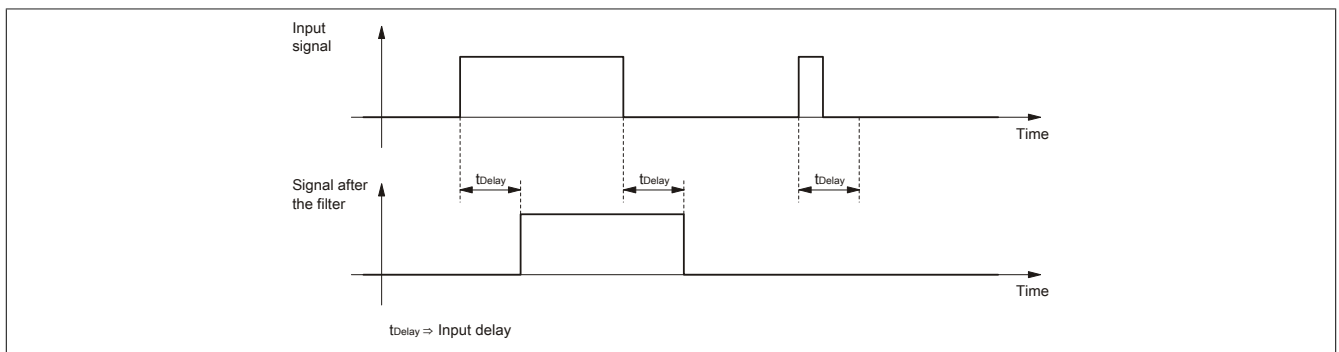 Input
signal
Time
Signal after
the filter
tDelay
tDelay
tDelay
Time
tDelay ⇒ Input delay